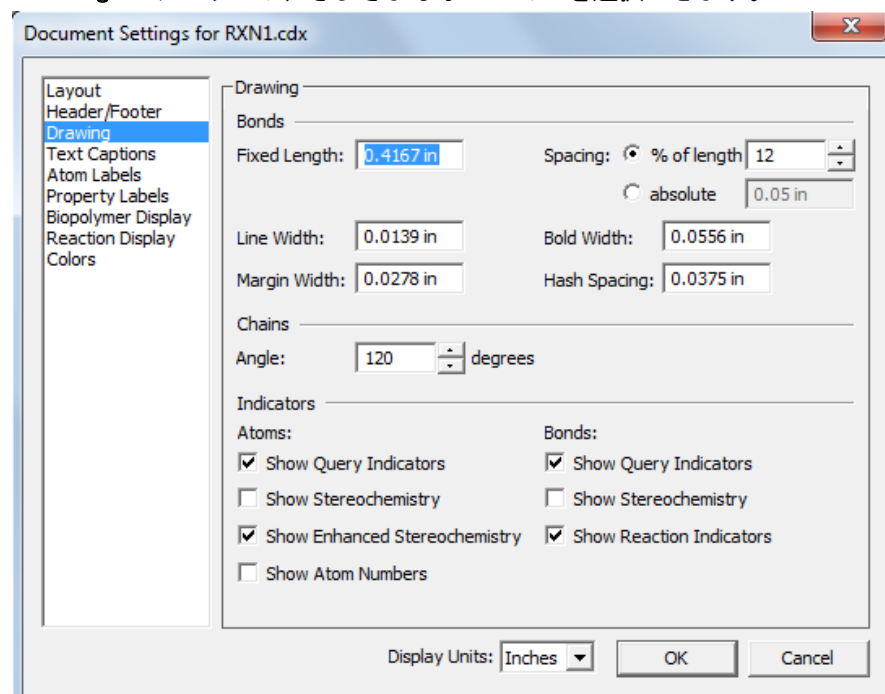 Document Settings for RXN1.cdx
Layout
Header/Footer
Drawing
Text Captions
Atom Labels
Property Labels
Biopolymer Display
Reaction Display
Colors
Drawing
Bonds
Fixed Length: 0.4167 in Spacing: % of length 12
absolute 0.05 in
Line Width: 0.0139 in Bold Width: 0.0556 in
Margin Width: 0.0278 in Hash Spacing: 0.0375 in
Chains
Angle: 120 degrees
Indicators
Atoms: Bonds:
Show Query Indicators Show Query Indicators
Show Stereochemistry Show Stereochemistry
Show Enhanced Stereochemistry Show Reaction Indicators
Show Atom Numbers
Display Units: Inches OK Cancel